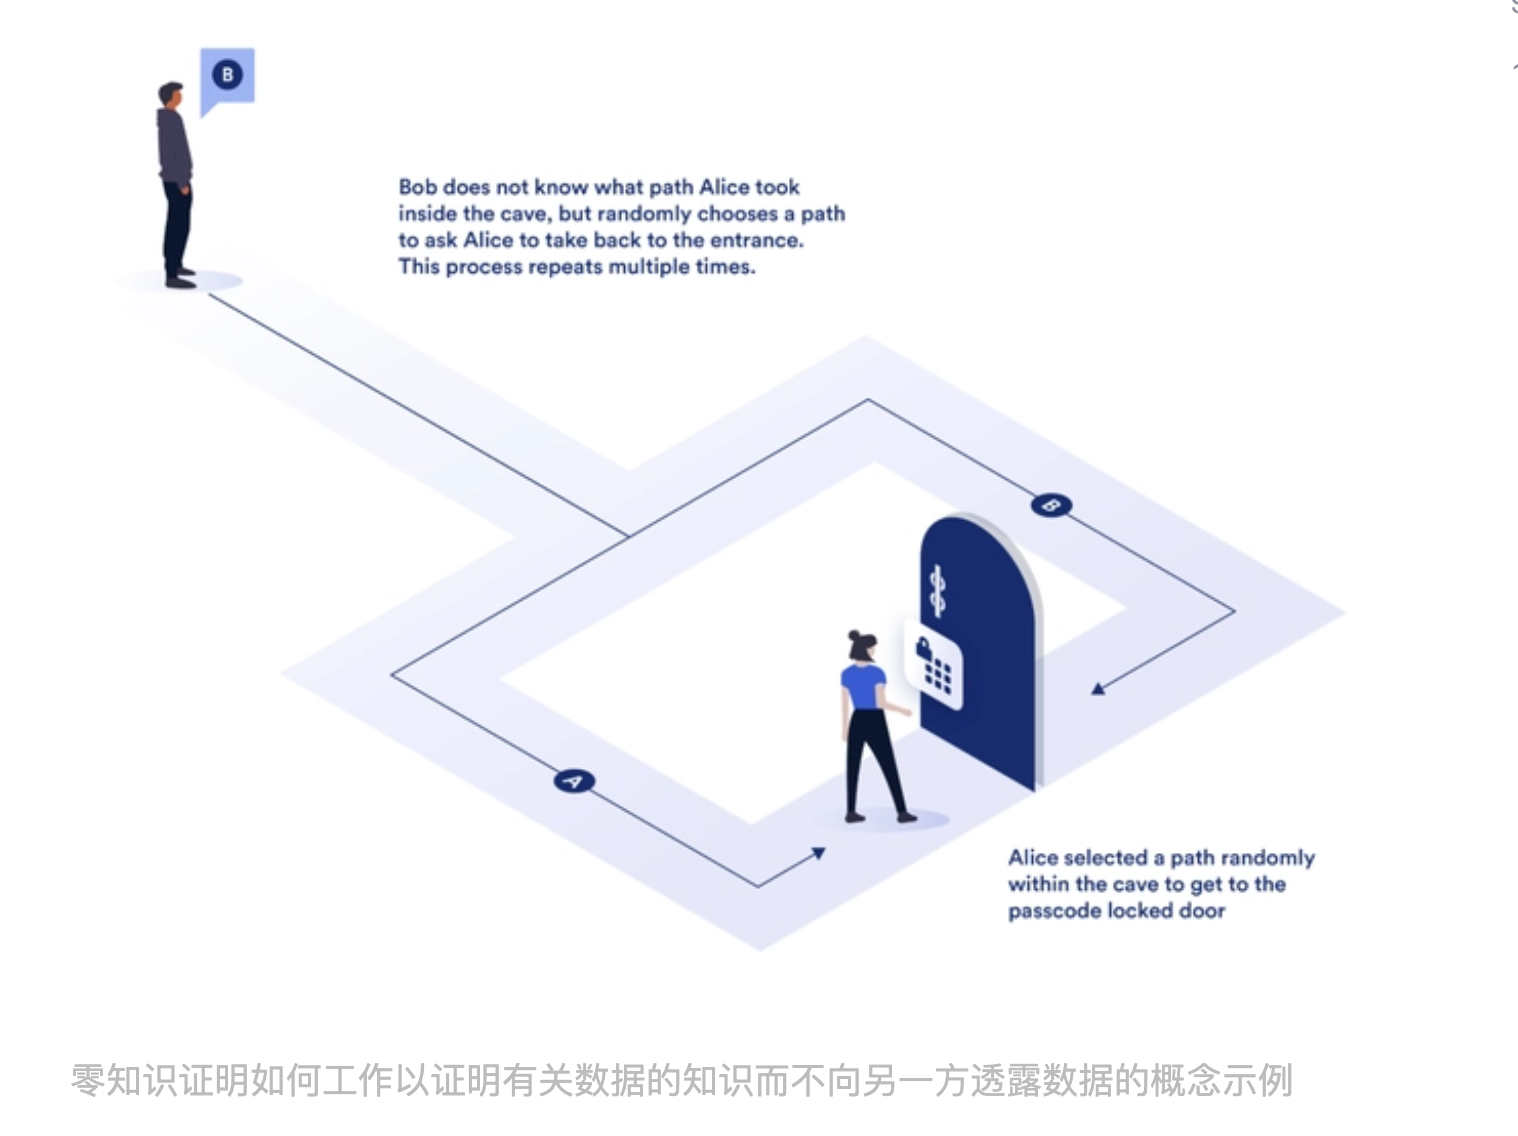 B
Bob does not know what path Alice took
inside the cave, but randomly chooses a path
to ask Alice to take back to the entrance.
This process repeats multiple times.
B
A
Alice selected a path randomly
within the cave to get to the
passcode locked door
零知识证明如何工作以证明有关数据的知识而不向另一方透露数据的概念示例